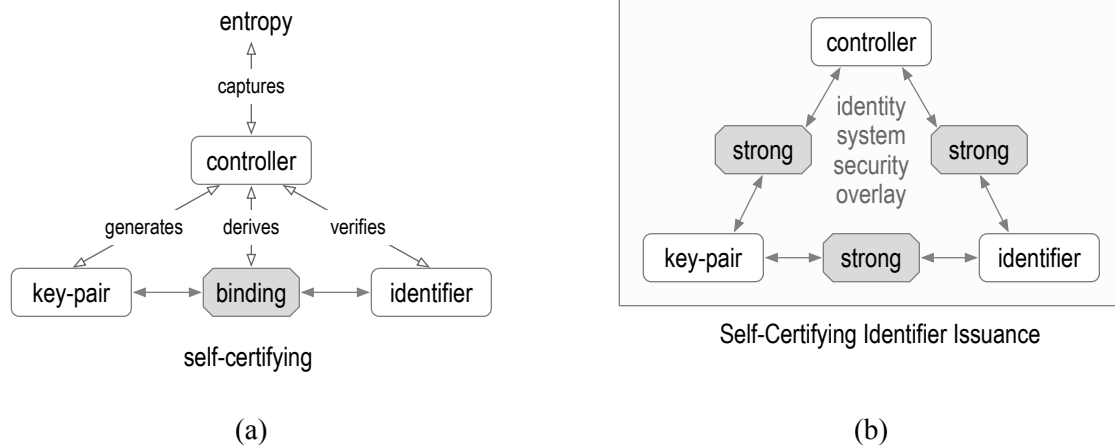 entropy
captures
controller
generates
derives
verifies
key-pair
binding
identifier
self-certifying
(a)
controller
identity
system
security
overlay
strong
strong
key-pair
strong
identifier
Self-Certifying Identifier Issuance
(b)